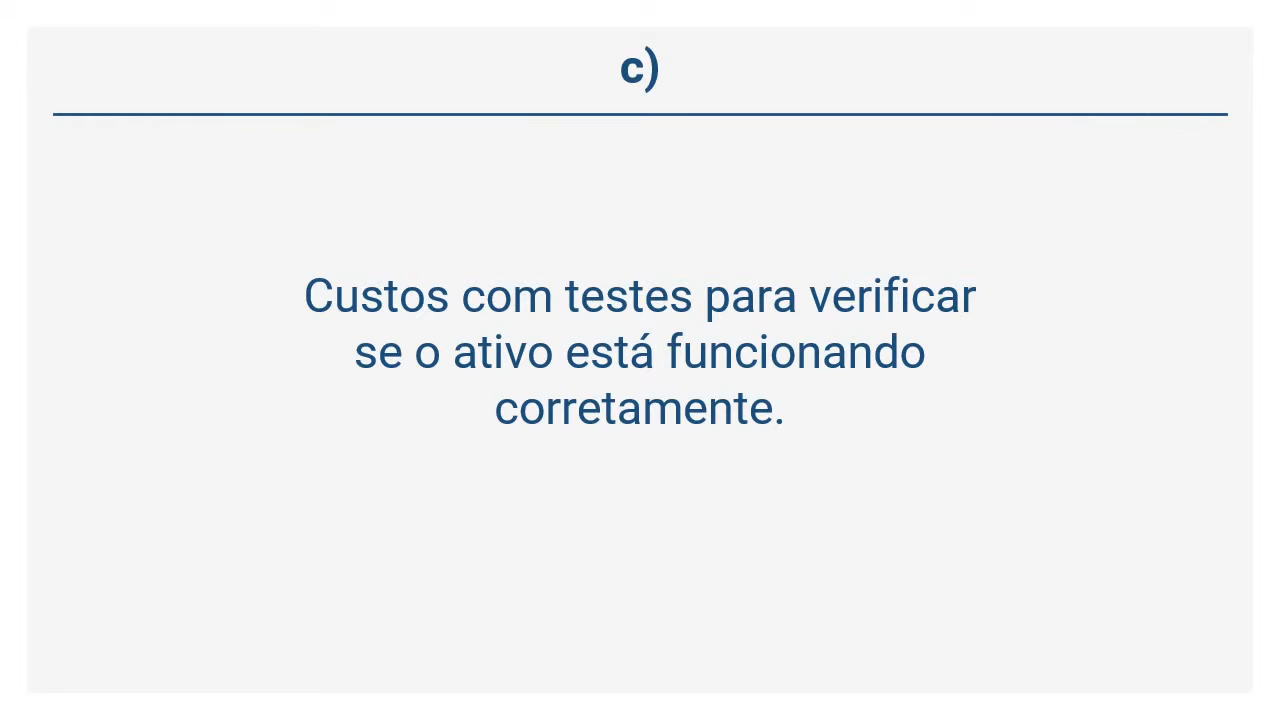 c)
Custos com testes para verificar
se o ativo está funcionando
corretamente.